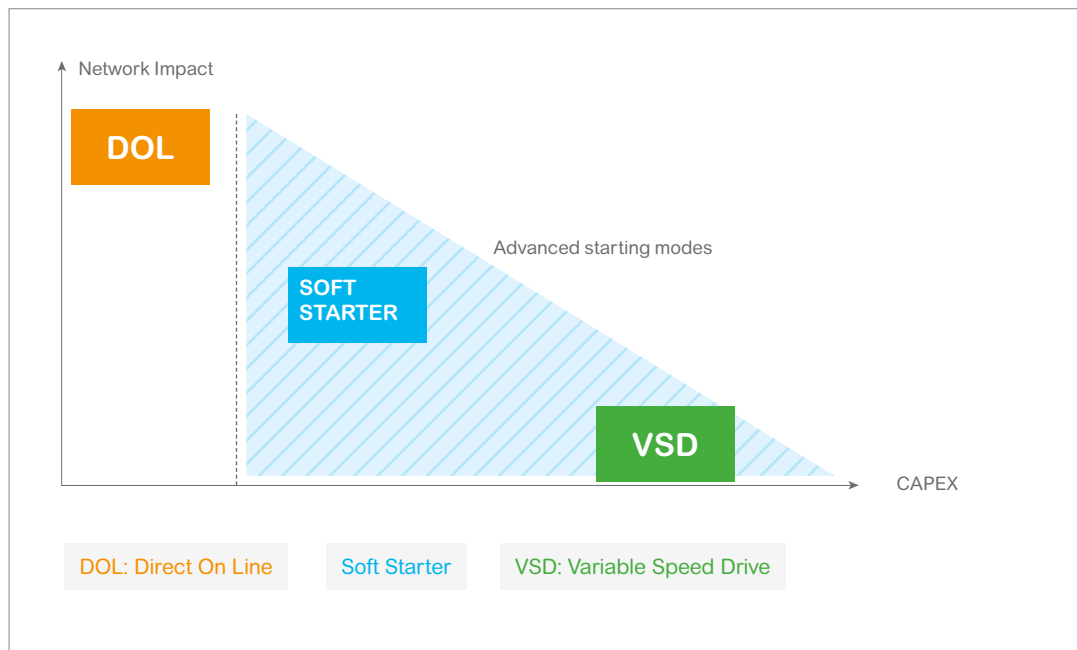 Network Impact
DOL
Advanced starting modes
SOFT
STARTER
VSD
CAPEX
DOL: Direct On Line
Soft Starter
VSD: Variable Speed Drive